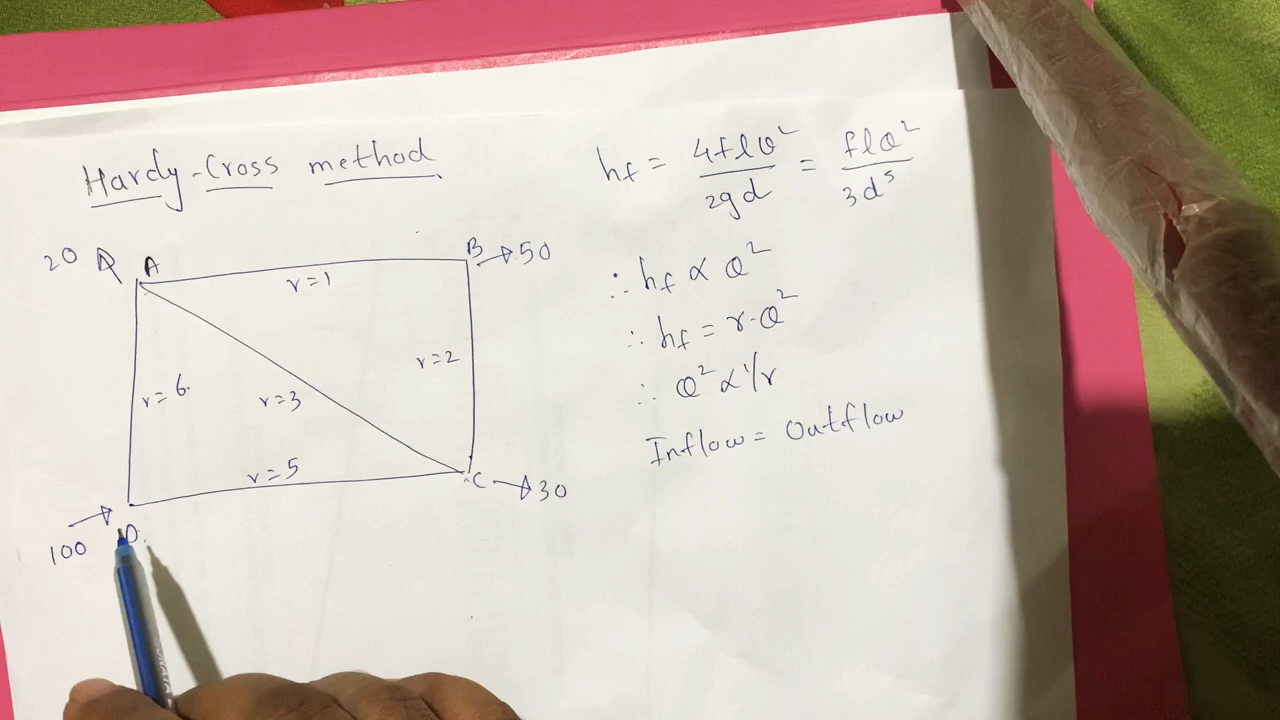 Hardy-Cross method
hf = 4flQ² / 2gd = flQ² / 3d⁵
20 A B → 50
r=1
∴ hf ∝ Q²
∴ hf = r·Q²
r=2
r=6
r=3
∴ Q² ∝ 1/r
Inflow = Outflow
r=5
C → 30
100 → D